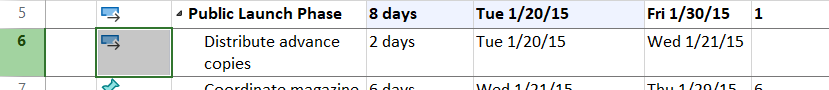 5 Public Launch Phase 8 days Tue 1/20/15 Fri 1/30/15 1
6 Distribute advance 2 days Tue 1/20/15 Wed 1/21/15
copies
7 Coordinate magazine 6 days Wed 1/21/15 Thu 1/29/15 6